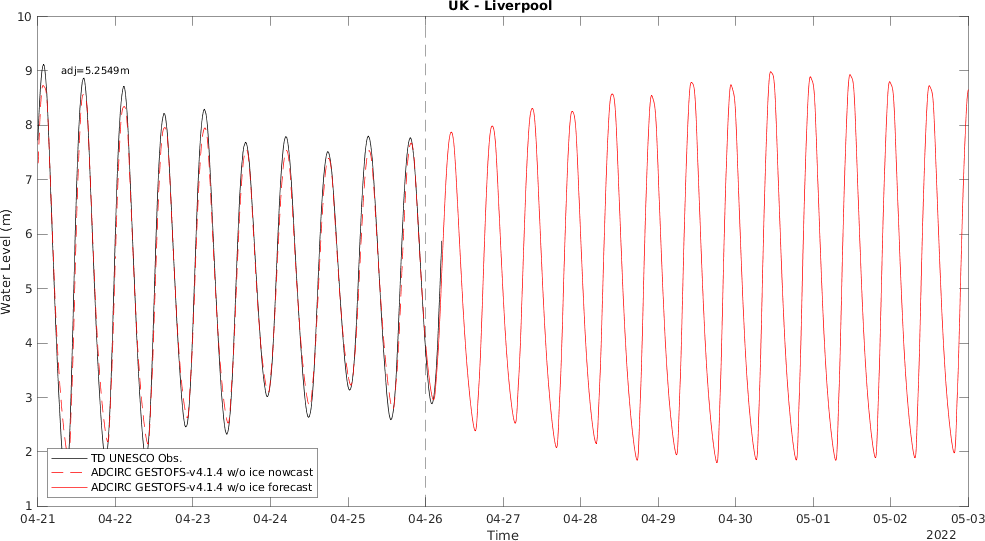 UK - Liverpool
10
9
8
7
6
5
4
3
2
1
Water Level (m)
adj=5.2549m
TD UNESCO Obs.
ADCIRC GESTOFS-v4.1.4 w/o ice nowcast
ADCIRC GESTOFS-v4.1.4 w/o ice forecast
04-21 04-22 04-23 04-24 04-25 04-26 04-27 04-28 04-29 04-30 05-01 05-02 05-03
Time
2022